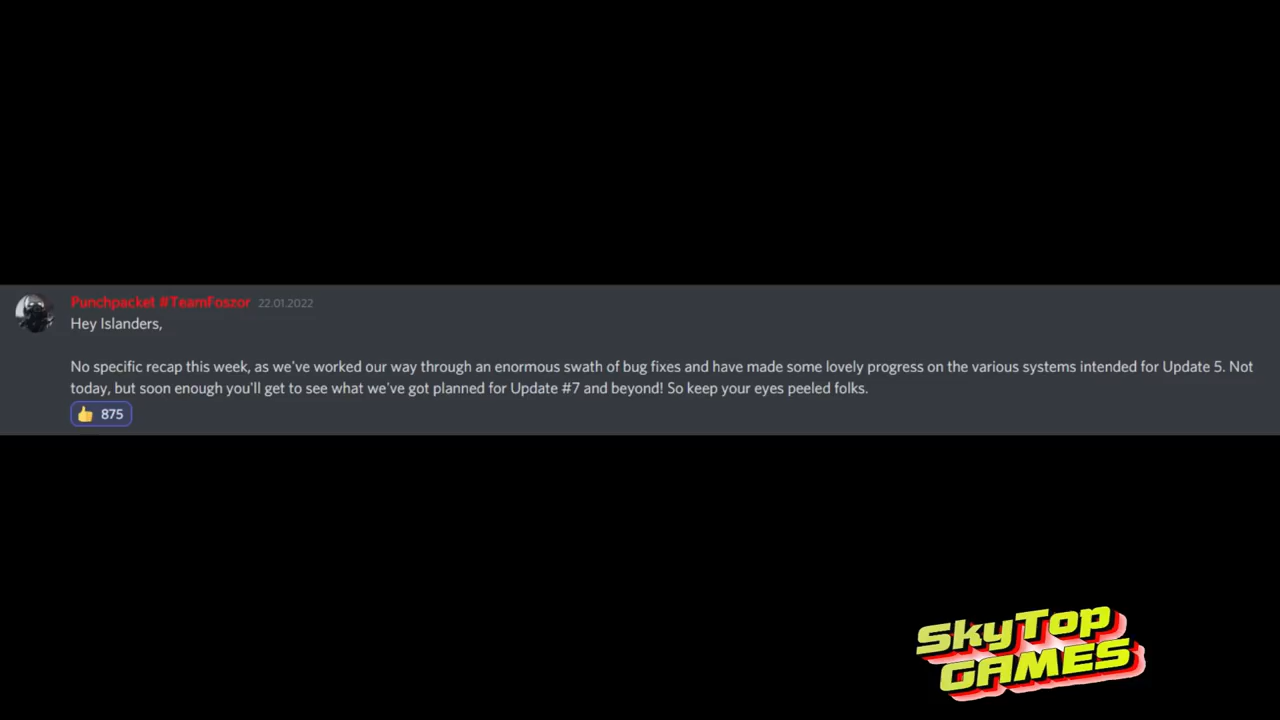 Punchpacket #TeamFoszor 22.01.2022
Hey Islanders,
No specific recap this week, as we've worked our way through an enormous swath of bug fixes and have made some lovely progress on the various systems intended for Update 5. Not
today, but soon enough you'll get to see what we've got planned for Update #7 and beyond! So keep your eyes peeled folks.
👍 875
SkyTop
GAMES